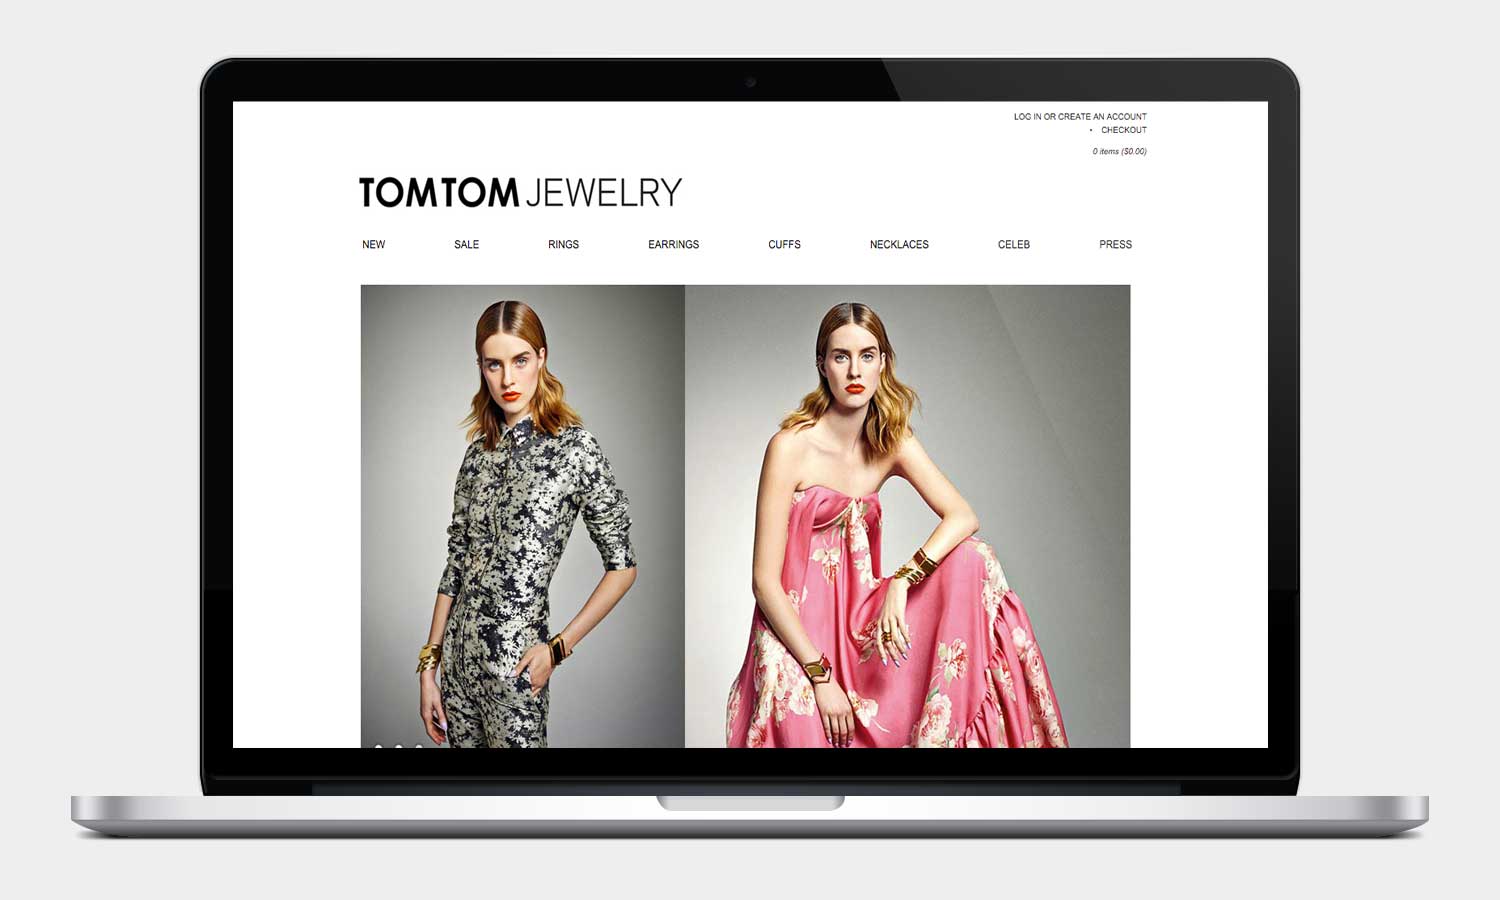 LOG IN OR CREATE AN ACCOUNT
• CHECKOUT
0 items ($0.00)
TOMTOM JEWELRY
NEW SALE RINGS EARRINGS CUFFS NECKLACES CELEB PRESS